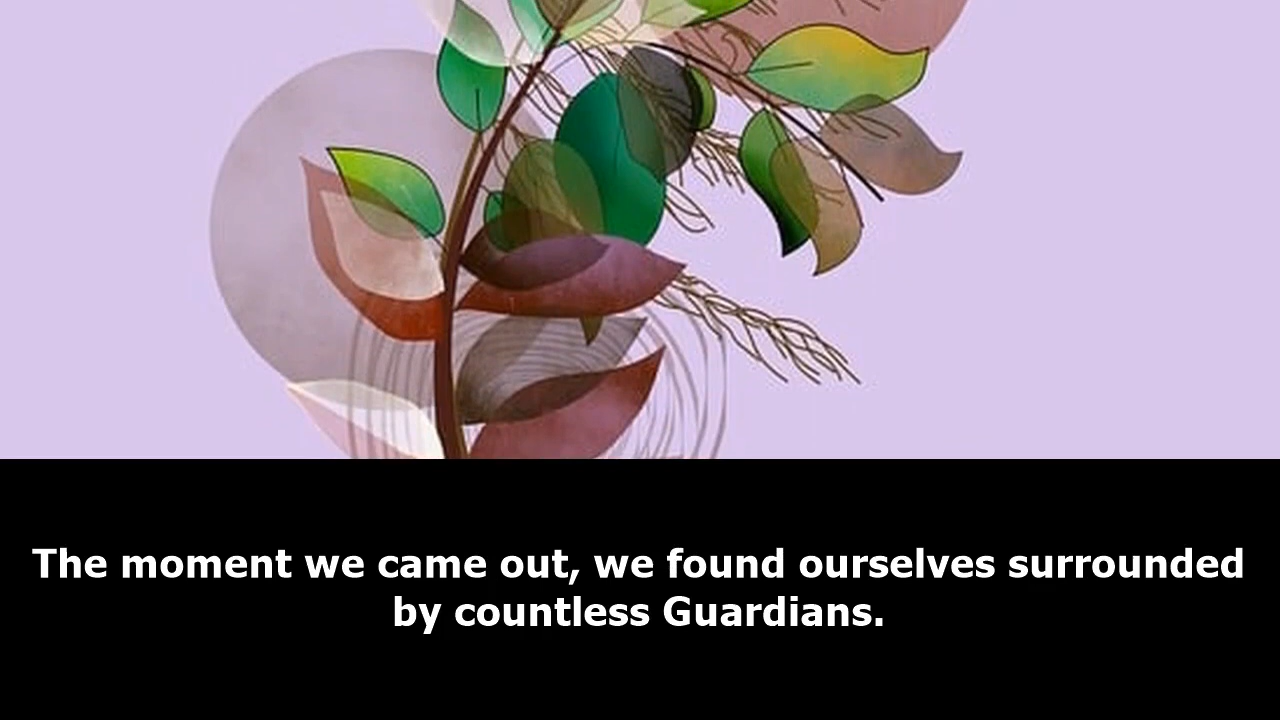 The moment we came out, we found ourselves surrounded
by countless Guardians.